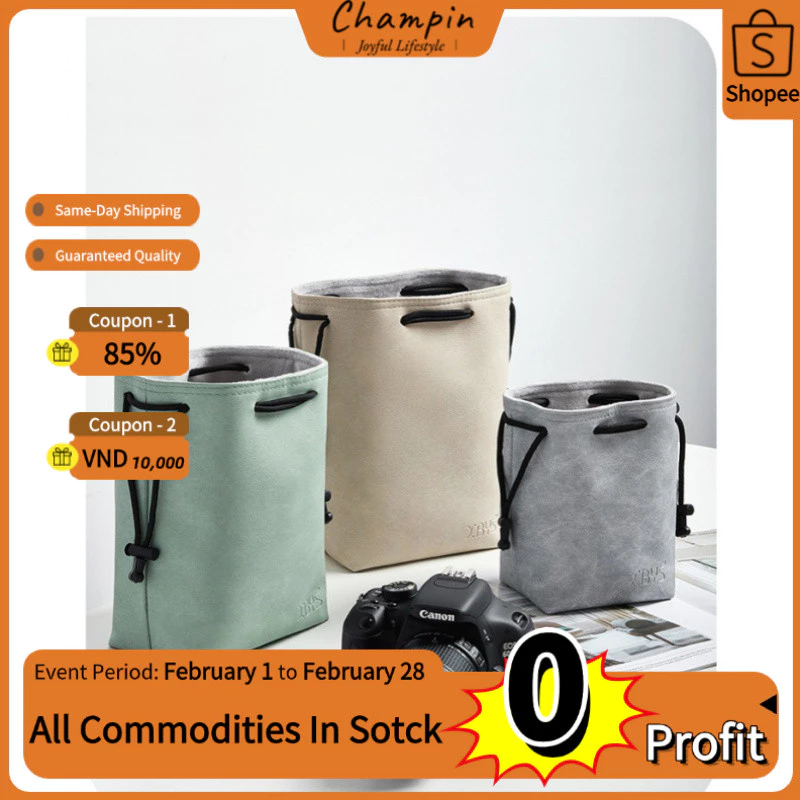 Champin
Joyful Lifestyle
Shopee
Same-Day Shipping
Guaranteed Quality
Coupon - 1
85%
Coupon - 2
VND 10,000
Canon
Event Period: February 1 to February 28
All Commodities In Sotck
0
Profit